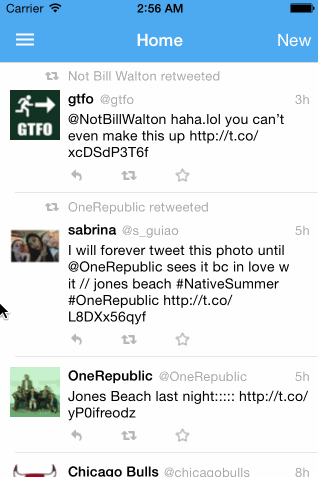 Carrier 2:56 AM
Home New
Not Bill Walton retweeted
gtfo @gtfo 3h
@NotBillWalton haha.lol you can't
even make this up http://t.co/
xcDSdP3T6f
GTFO
OneRepublic retweeted
sabrina @s_guiao 5h
I will forever tweet this photo until
@OneRepublic sees it bc in love w
it // jones beach #NativeSummer
#OneRepublic http://t.co/
L8DXx56qyf
OneRepublic @OneRepublic 5h
Jones Beach last night::::: http://t.co/
yP0ifreodz
Chicago Bulls @chicagobulls 8h